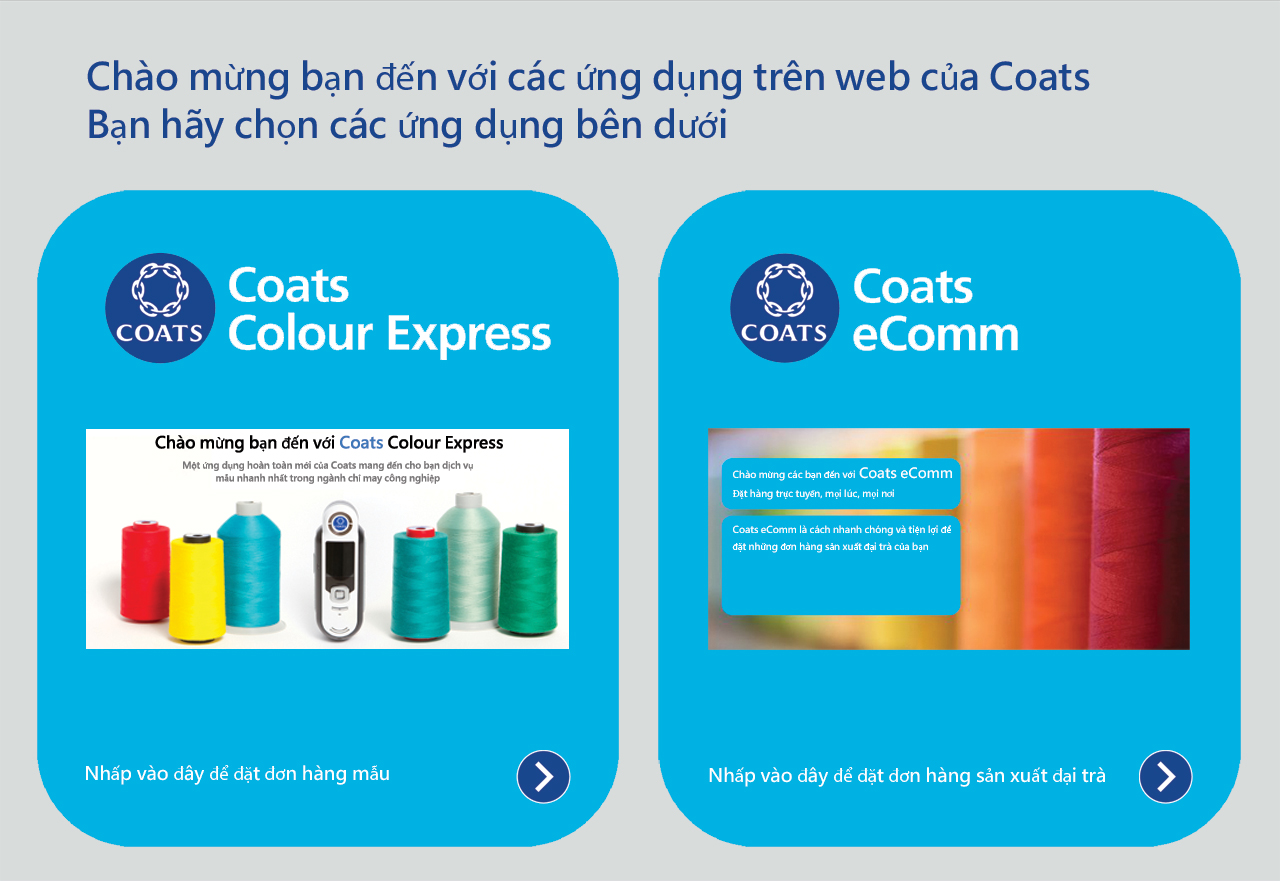 Chào mừng bạn đến với các ứng dụng trên web của Coats
Bạn hãy chọn các ứng dụng bên dưới
COATS
Coats
Colour Express
Chào mừng bạn đến với Coats Colour Express
Một ứng dụng hoàn toàn mới của Coats mang đến cho bạn dịch vụ
mẫu nhanh nhất trong ngành chỉ may công nghiệp
Nhấp vào đây để đặt đơn hàng mẫu
COATS
Coats
eComm
Chào mừng các bạn đến với Coats eComm
Đặt hàng trực tuyến, mọi lúc, mọi nơi
Coats eComm là cách nhanh chóng và tiện lợi để
đặt những đơn hàng sản xuất đại trà của bạn
Nhấp vào đây để đặt đơn hàng sản xuất đại trà